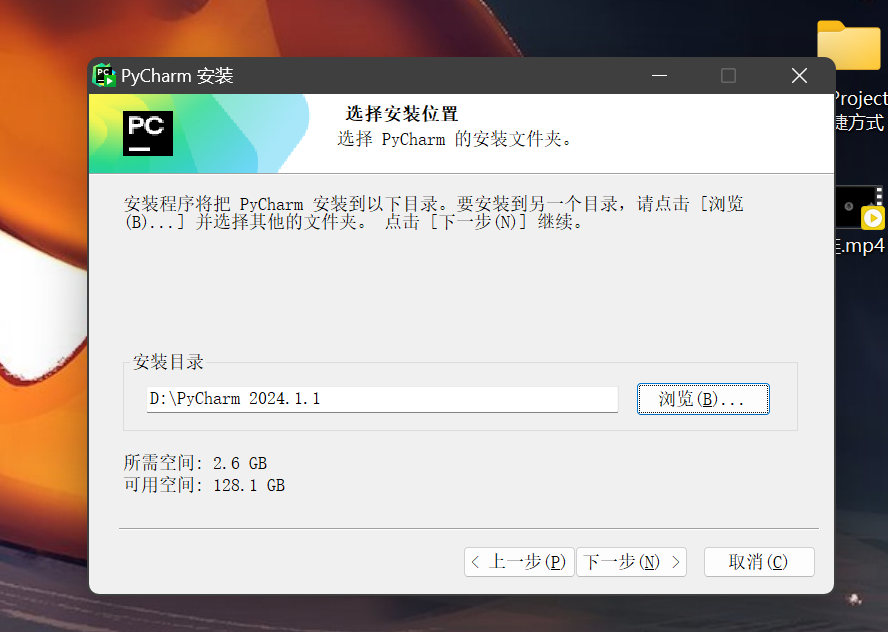 PyCharm 安装
PC
选择安装位置
选择 PyCharm 的安装文件夹。
安装程序将把 PyCharm 安装到以下目录。要安装到另一个目录，请点击 [浏览
(B)...] 并选择其他的文件夹。 点击 [下一步(N)] 继续。
安装目录
D:\PyCharm 2024.1.1
浏览(B)...
所需空间: 2.6 GB
可用空间: 128.1 GB
< 上一步(P)
下一步(N) >
取消(C)
Project
捷方式
.mp4